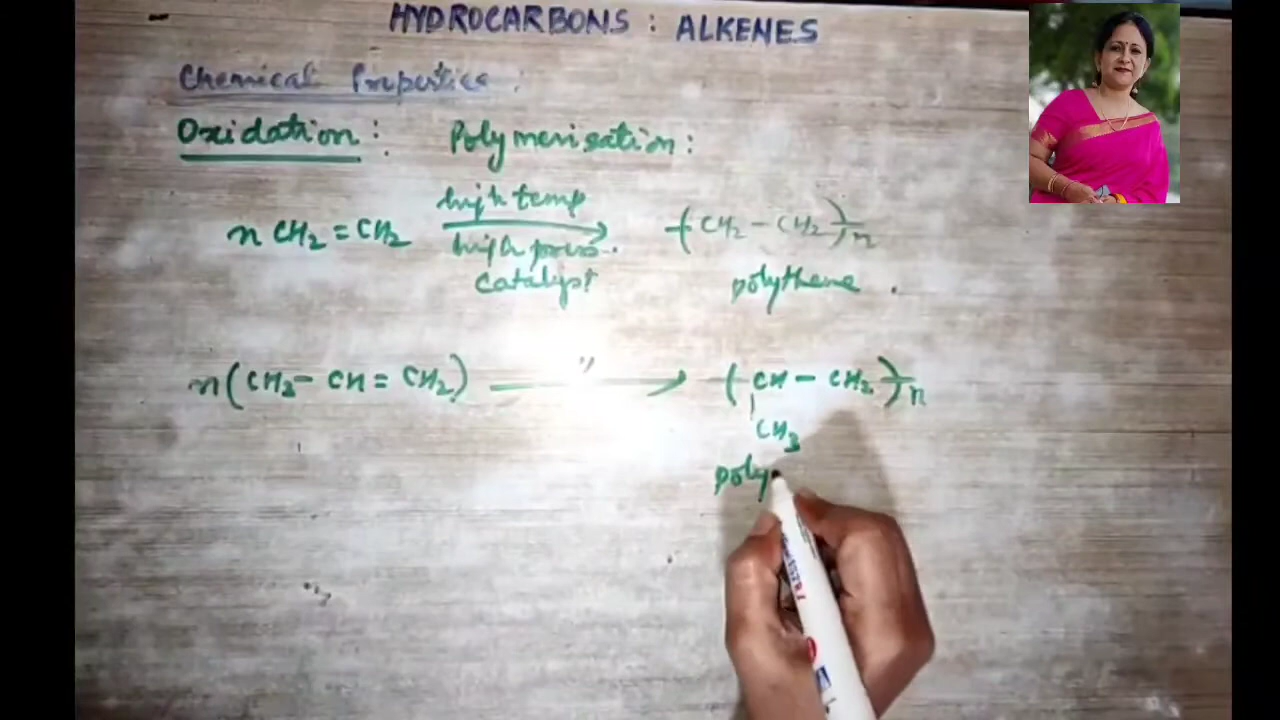 HYDROCARBONS : ALKENES
Chemical Properties :
Oxidation : Polymerisation :
n CH2 = CH2 high temp high press. catalyst (CH2 - CH2)n
polythene .
n(CH3 - CH = CH2) " (CH - CH2)n
CH3
poly